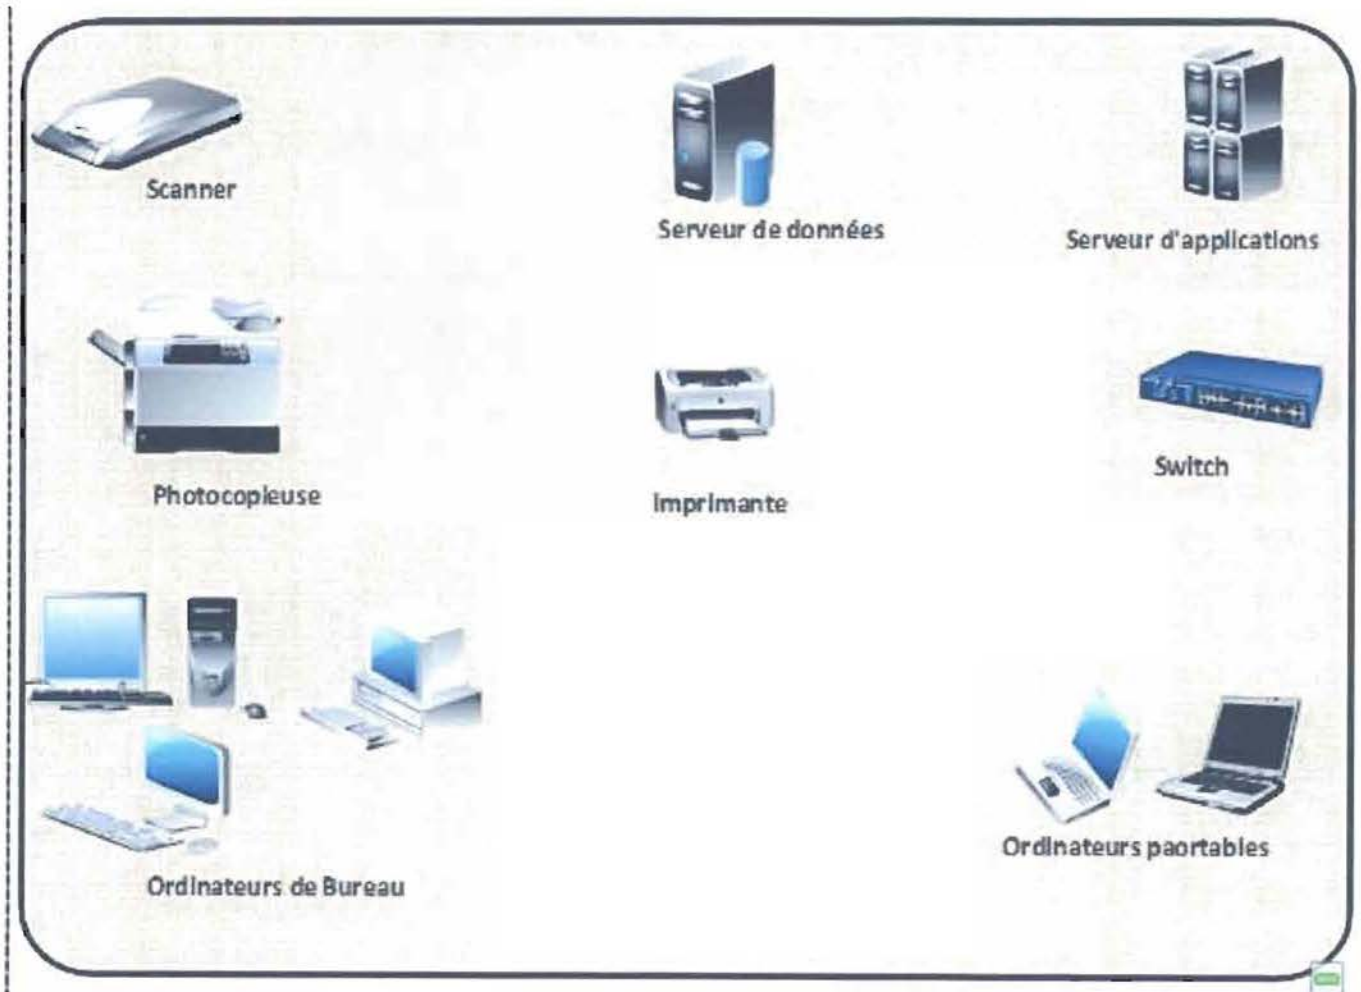 Scanner
Serveur de données
Serveur d'applications
Photocopieuse
Imprimante
Switch
Ordinateurs de Bureau
Ordinateurs paortables